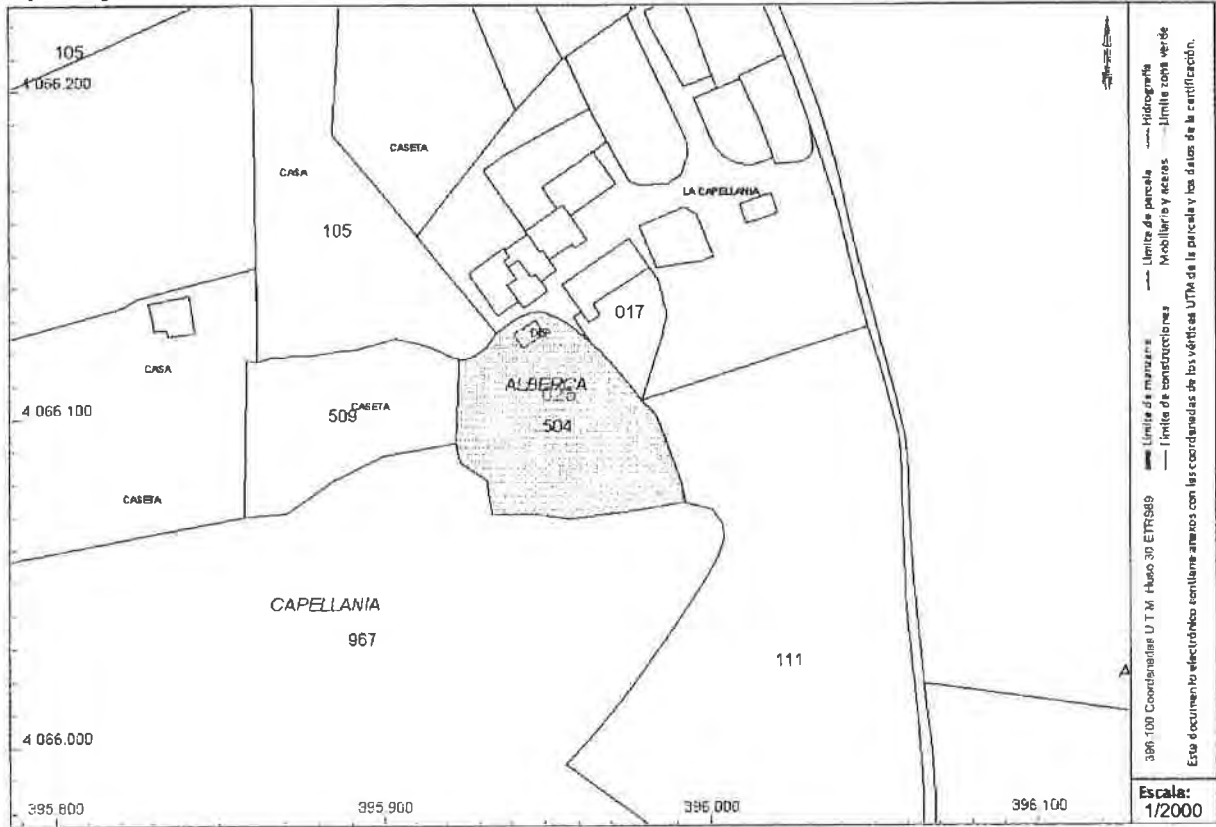 105
4 066.200
CASETA
CASA
LA CAPELLANIA
105
017
DEP
CASA
ALBERCA
025
4 066 100
509
CASETA
504
CASETA
CAPELLANIA
967
111
A
4 066.000
395.800
395.900
396 000
396.100
396.100 Coordenadas U.T.M. Huso 30 ETRS89
Límite de manzana
Límite de parcela
Hidrografía
Límite de construcciones
Mobiliario y aceras
Límite zona verde
Este documento electrónico contiene anexos con las coordenadas de los vértices UTM de la parcela y los datos de la certificación.
Escala:
1/2000